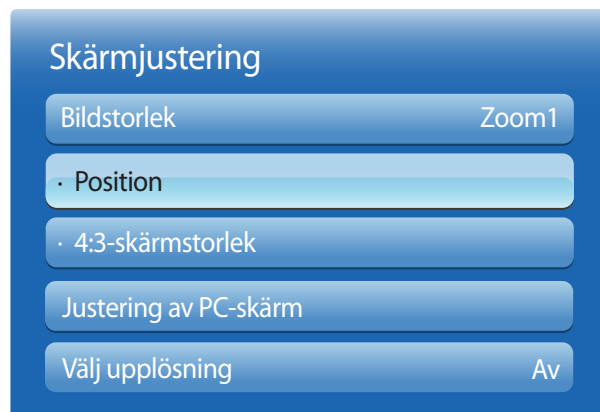 Skärmjustering
Bildstorlek Zoom1
· Position
· 4:3-skärmstorlek
Justering av PC-skärm
Välj upplösning Av